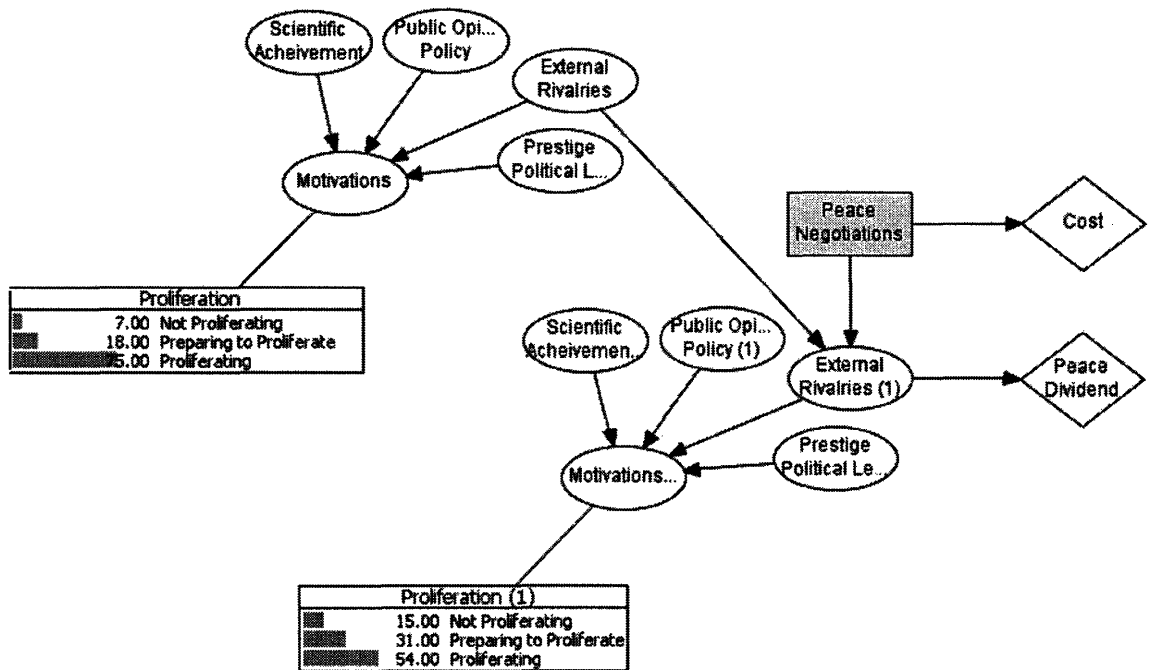 Scientific
Acheivement
Public Opi...
Policy
External
Rivalries
Prestige
Political L...
Motivations
Peace
Negotiations
Cost
Proliferation
7.00 Not Proliferating
18.00 Preparing to Proliferate
75.00 Proliferating
Scientific
Acheivemen...
Public Opi...
Policy (1)
External
Rivalries (1)
Peace
Dividend
Prestige
Political Le...
Motivations...
Proliferation (1)
15.00 Not Proliferating
31.00 Preparing to Proliferate
54.00 Proliferating